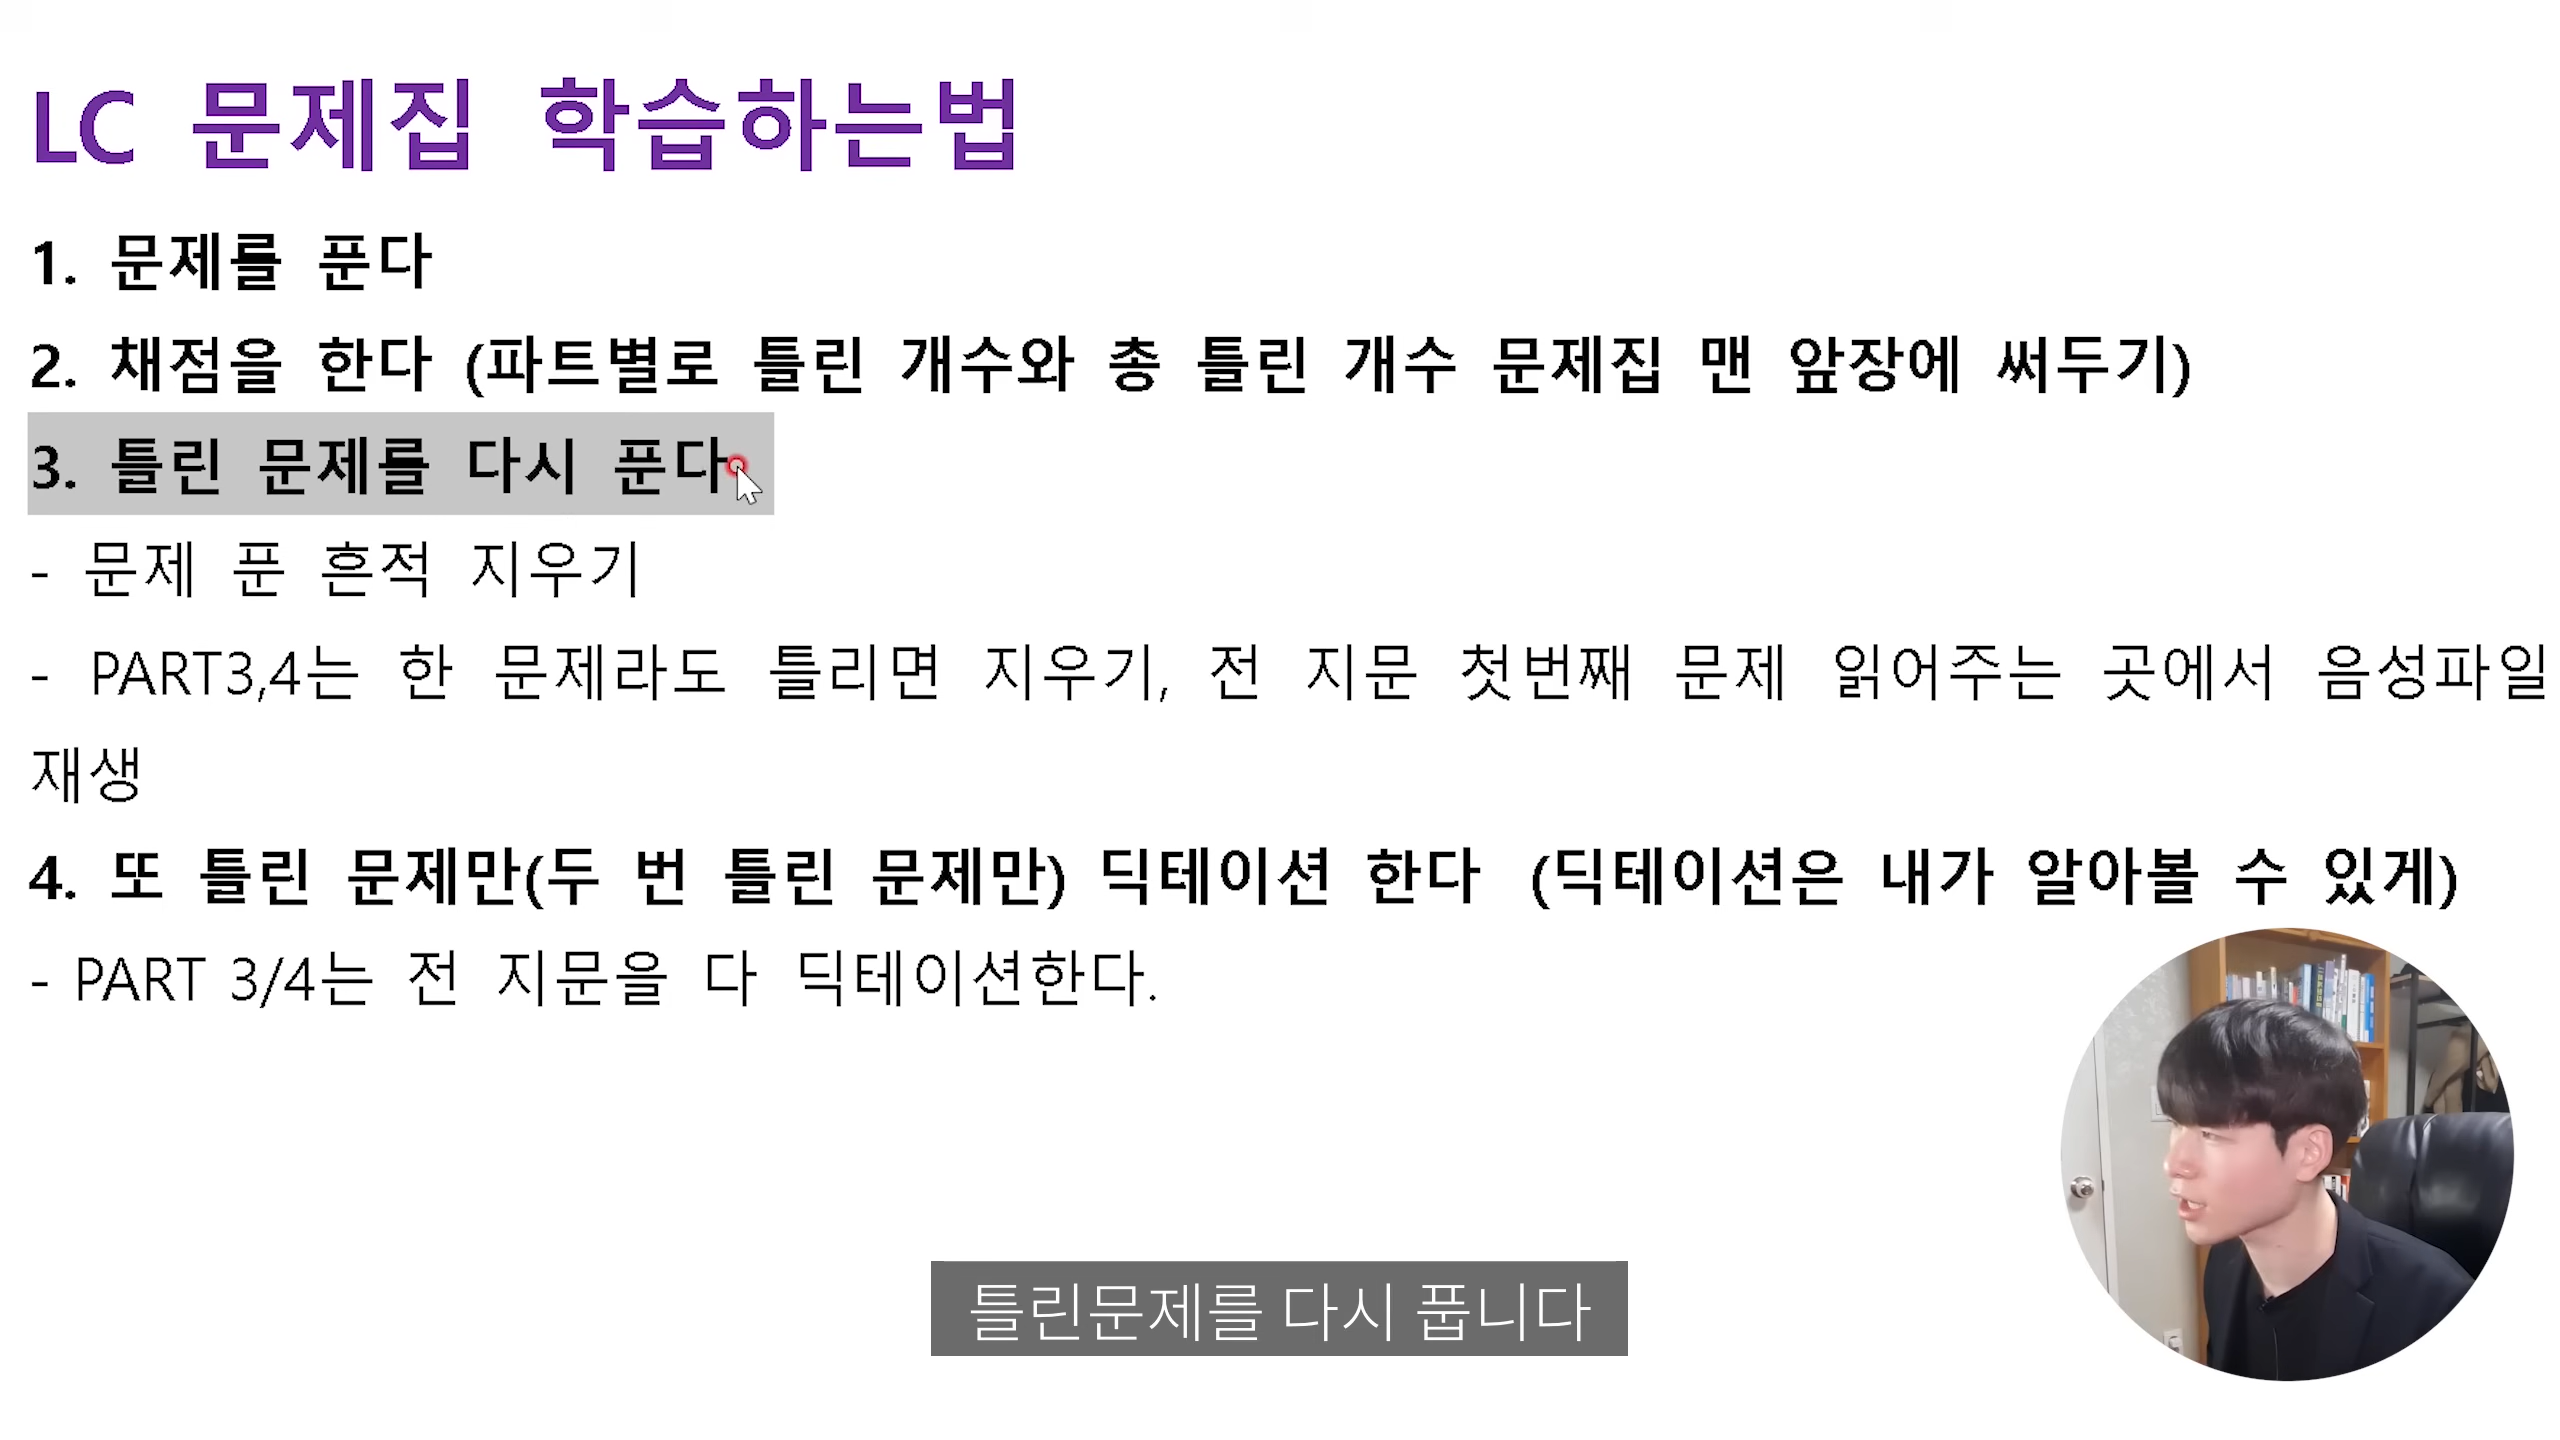 LC 문제집 학습하는법
1. 문제를 푼다
2. 채점을 한다 (파트별로 틀린 개수와 총 틀린 개수 문제집 맨 앞장에 써두기)
3. 틀린 문제를 다시 푼다
- 문제 푼 흔적 지우기
- PART3,4는 한 문제라도 틀리면 지우기, 전 지문 첫번째 문제 읽어주는 곳에서 음성파일
재생
4. 또 틀린 문제만(두 번 틀린 문제만) 딕테이션 한다 (딕테이션은 내가 알아볼 수 있게)
- PART 3/4는 전 지문을 다 딕테이션한다.
틀린문제를 다시 풉니다